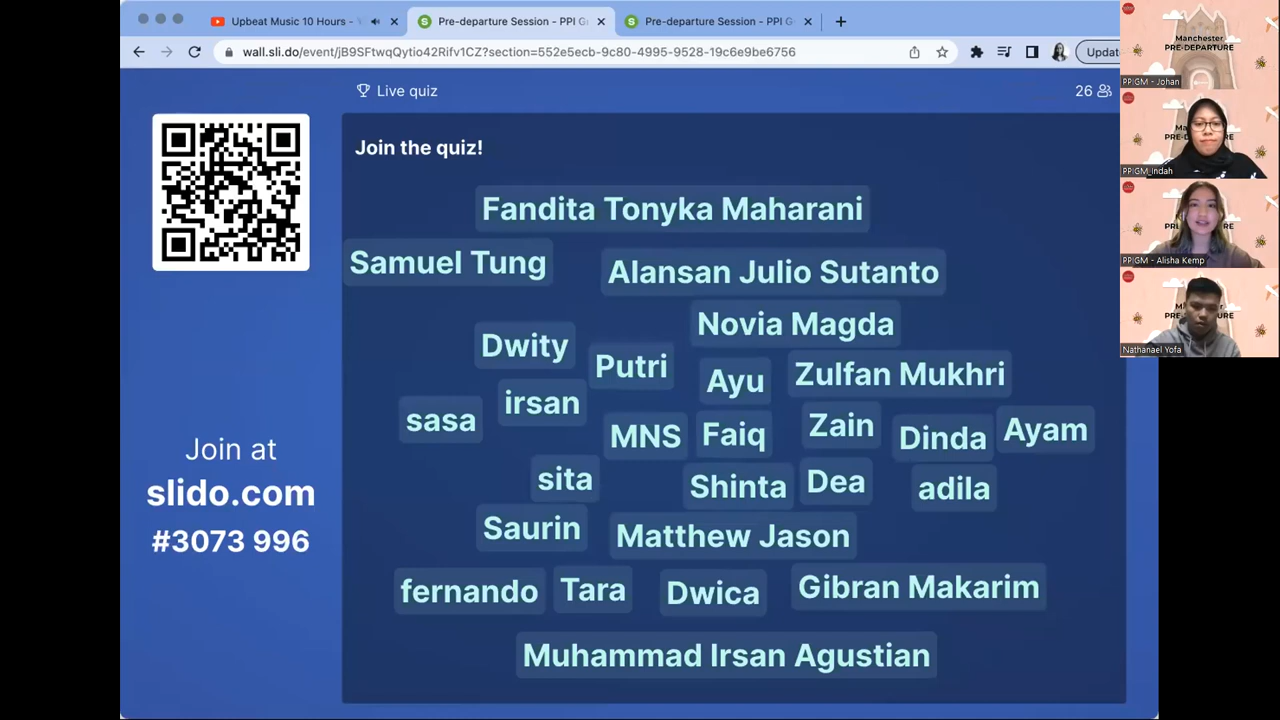 Upbeat Music 10 Hours -
Pre-departure Session - PPI G
Pre-departure Session - PPI G
wall.sli.do/event/jB9SFtwqQytio42Rifv1CZ?section=552e5ecb-9c80-4995-9528-19c6e9be6756
Updat
Live quiz
26
Join the quiz!
Fandita Tonyka Maharani
Samuel Tung
Alansan Julio Sutanto
Novia Magda
Dwity
Putri
Ayu
Zulfan Mukhri
sasa
irsan
MNS
Faiq
Zain
Dinda
Ayam
sita
Shinta
Dea
adila
Saurin
Matthew Jason
fernando
Tara
Dwica
Gibran Makarim
Muhammad Irsan Agustian
Join at
slido.com
#3073 996
Manchester
PRE-DEPARTURE
PPIGM - Johan
PPIGM_Indah
PPIGM - Alisha Kemp
Nathanael Yofa